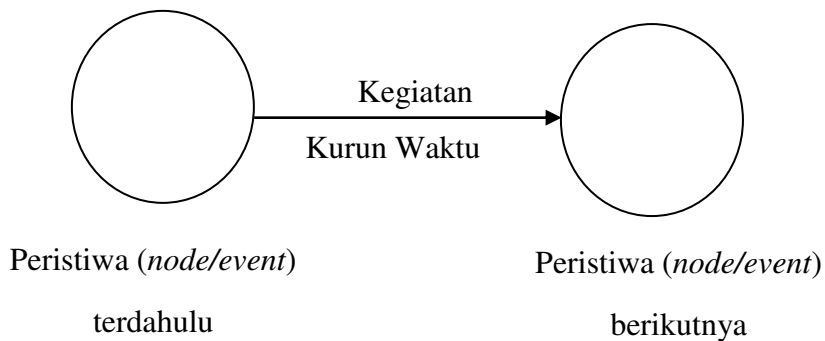 Kegiatan
Kurun Waktu
Peristiwa (node/event)
terdahulu
Peristiwa (node/event)
berikutnya